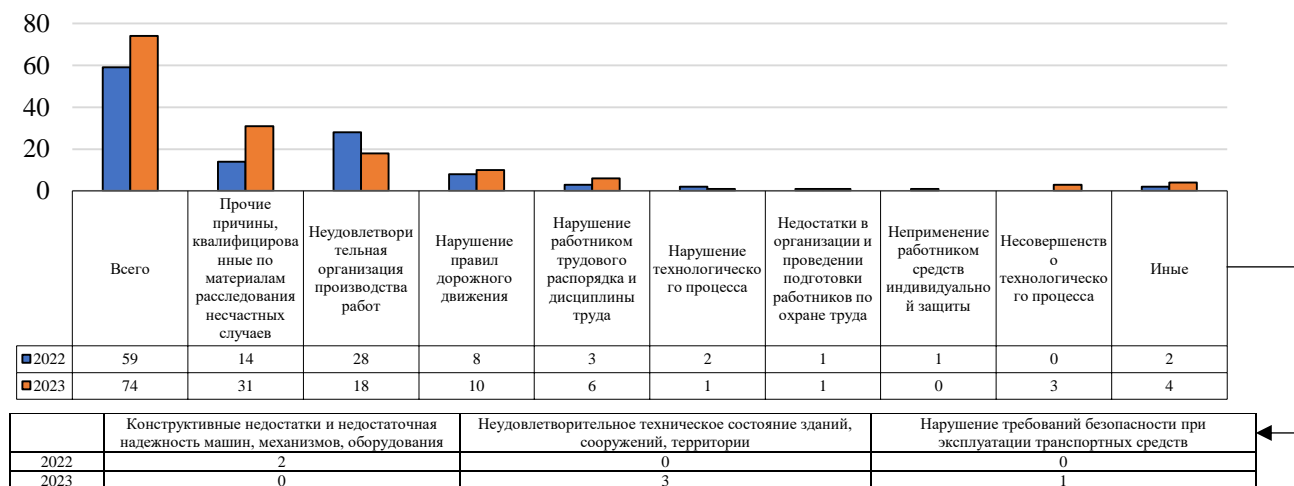 80
60
40
20
0
Всего
Прочие
причины,
квалифицирова
нные по
материалам
расследования
несчастных
случаев
Неудовлетвори
тельная
организация
производства
работ
Нарушение
правил
дорожного
движения
Нарушение
работником
трудового
распорядка и
дисциплины
труда
Нарушение
технологическо
го процесса
Недостатки в
организации и
проведении
подготовки
работников по
охране труда
Неприменение
работником
средств
индивидуально
й защиты
Несовершенств
о
технологическо
го процесса
Иные
2022 59 14 28 8 3 2 1 1 0 2
2023 74 31 18 10 6 1 1 0 3 4
Конструктивные недостатки и недостаточная
надежность машин, механизмов, оборудования
Неудовлетворительное техническое состояние зданий,
сооружений, территории
Нарушение требований безопасности при
эксплуатации транспортных средств
2022 2 0 0
2023 0 3 1